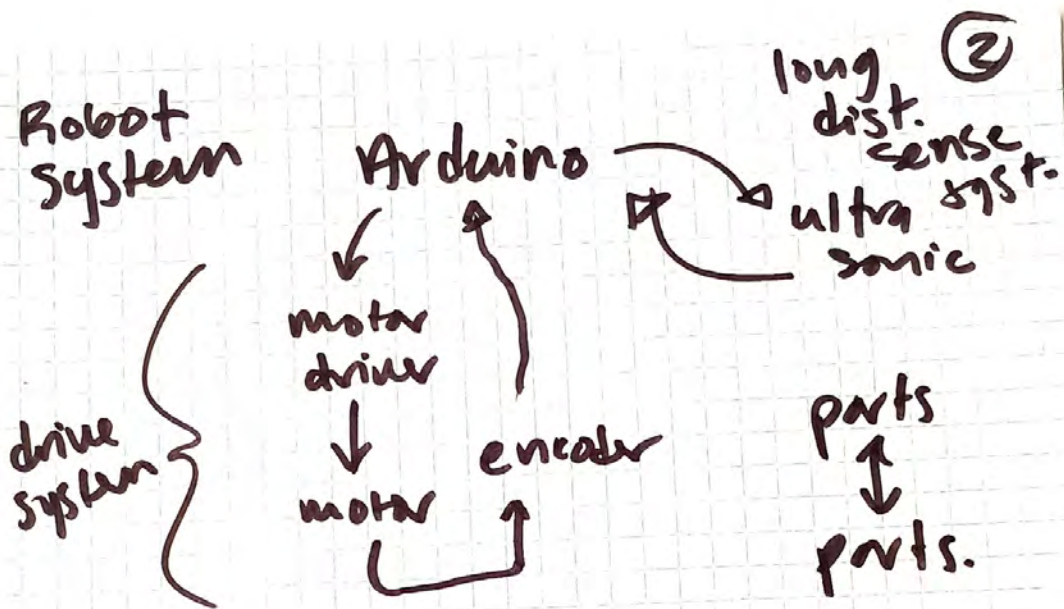 ②
Robot
system
Arduino
long
dist.
sense
syst.
ultra
sonic
drive
system
motor
driver
motor
encoder
parts
parts.